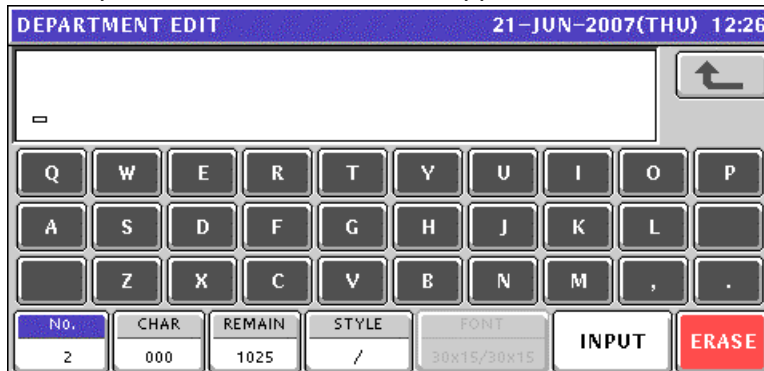 DEPARTMENT EDIT 21-JUN-2007(THU) 12:26
Q W E R T Y U I O P
A S D F G H J K L
Z X C V B N M , .
No. CHAR REMAIN STYLE FONT INPUT ERASE
2 000 1025 / 30x15/30x15